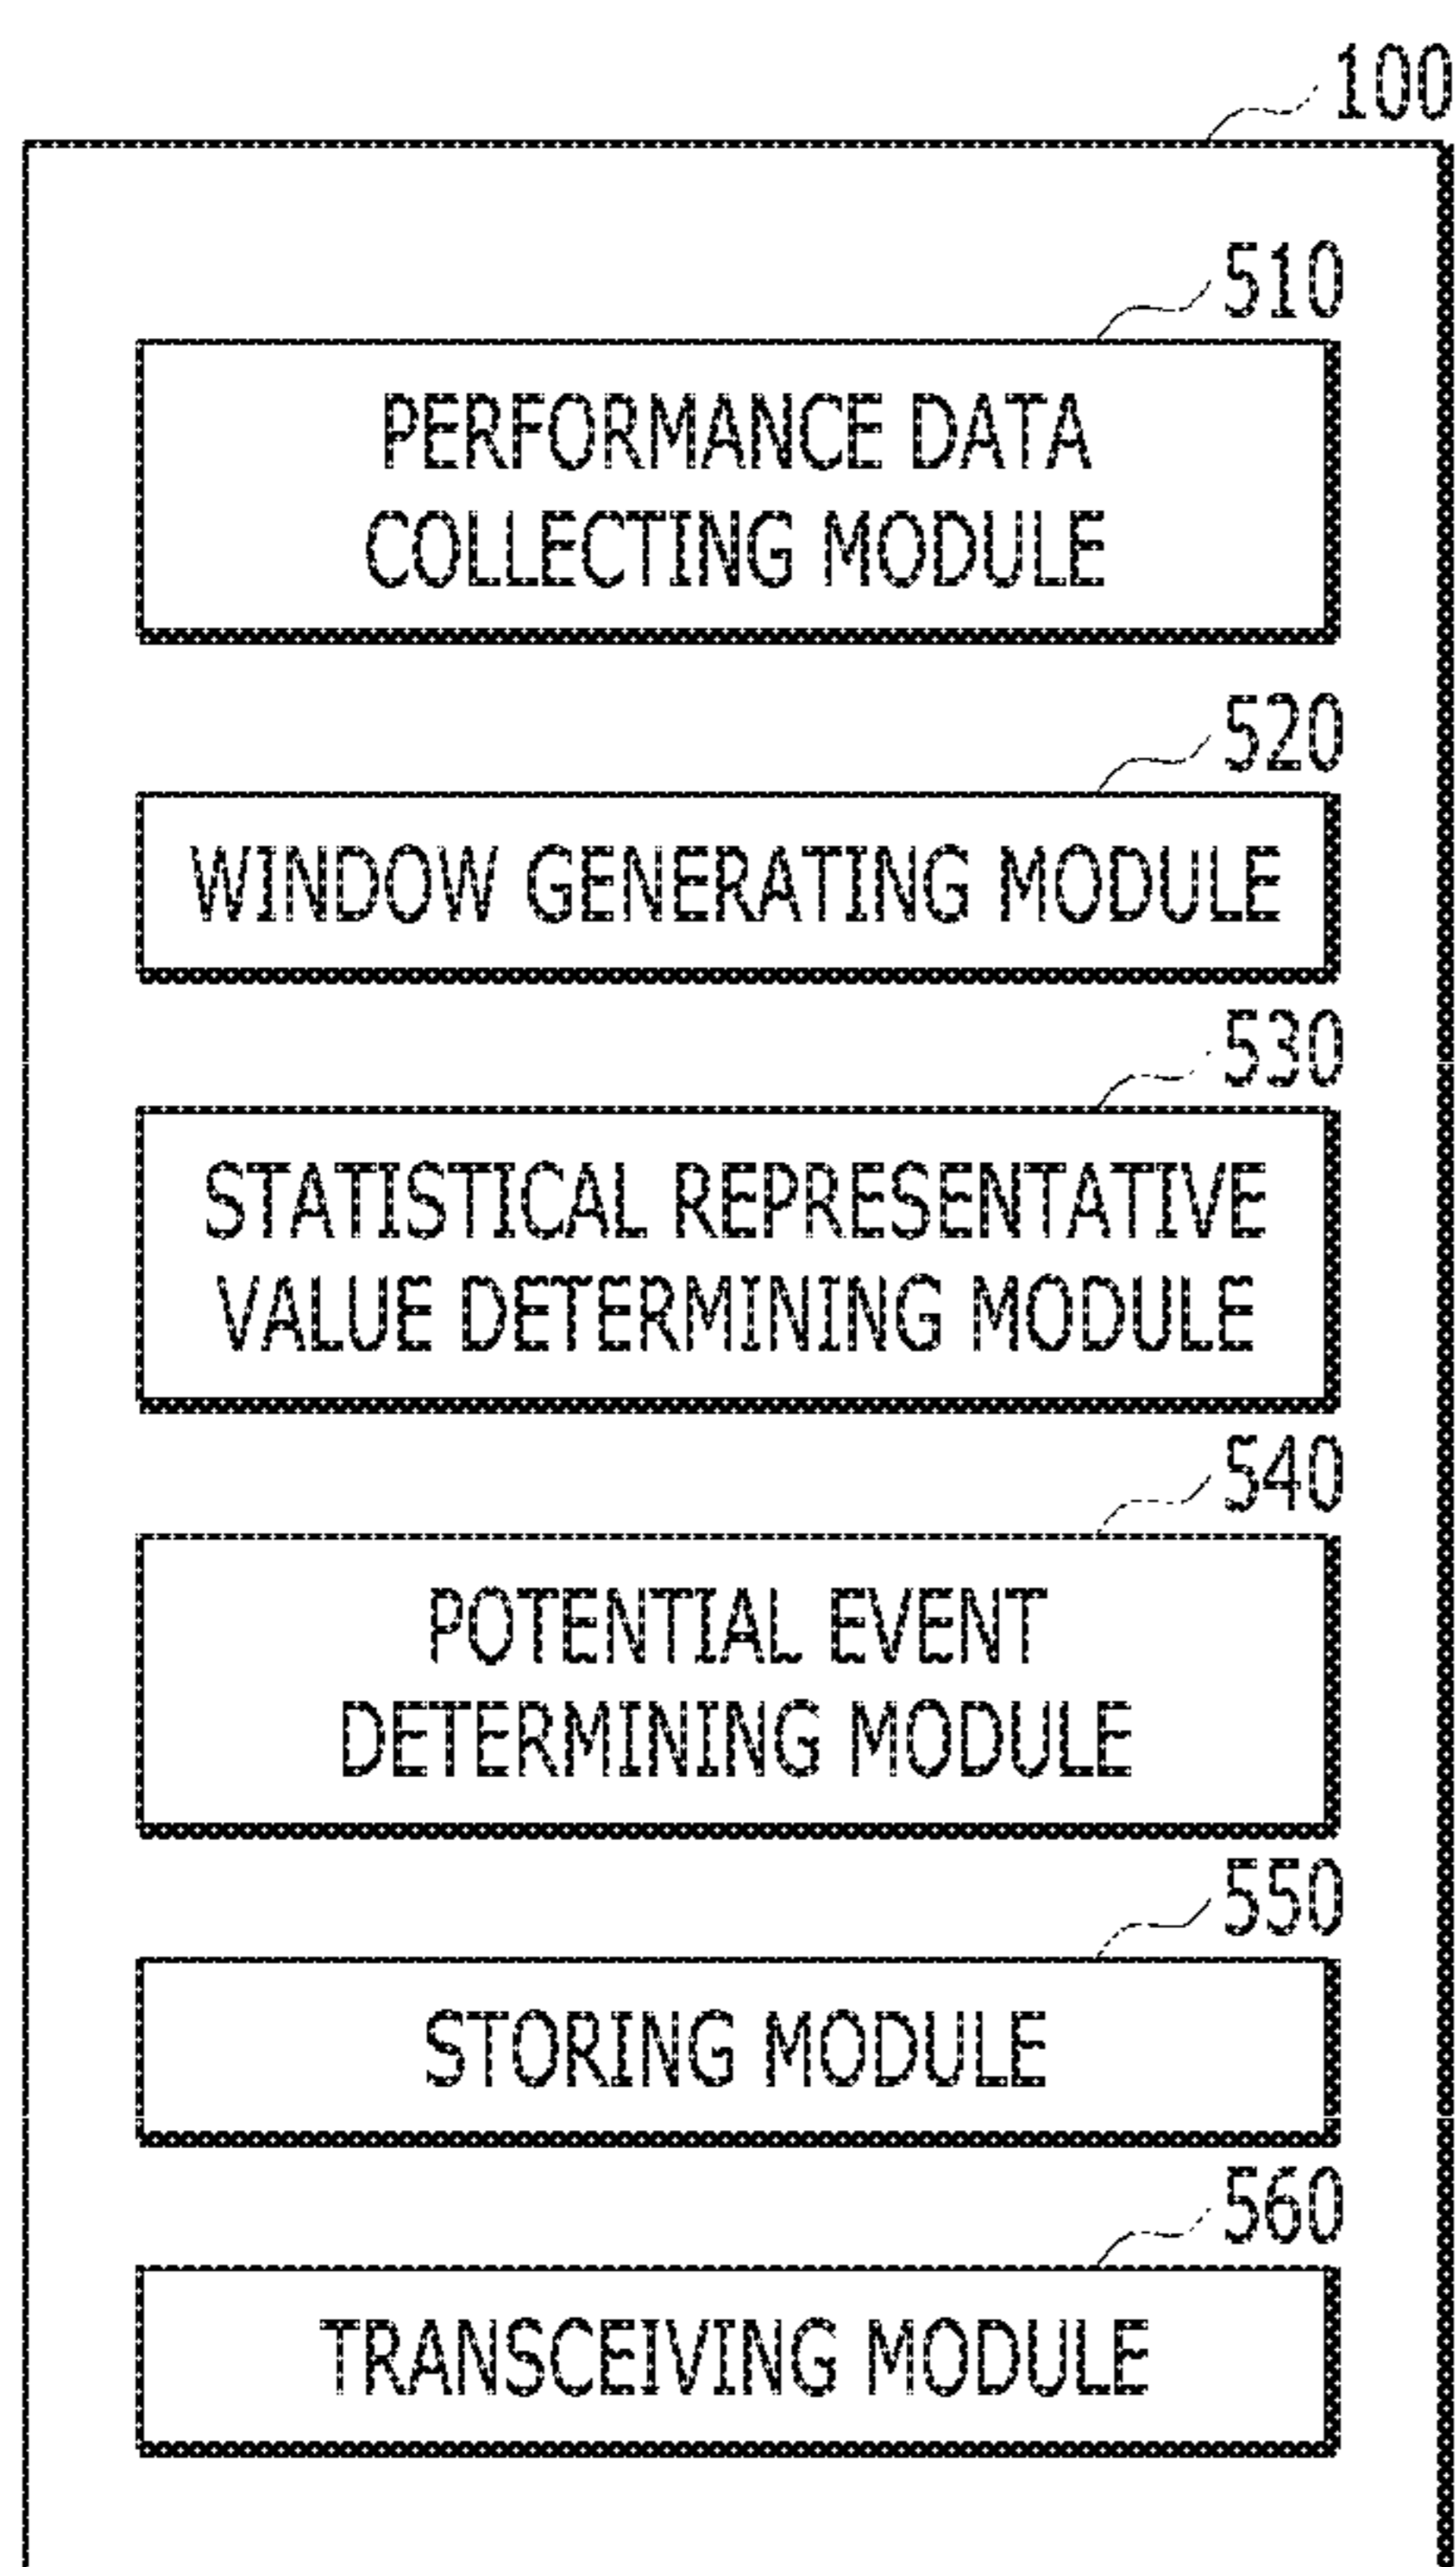 100
510
PERFORMANCE DATA
COLLECTING MODULE
520
WINDOW GENERATING MODULE
530
STATISTICAL REPRESENTATIVE
VALUE DETERMINING MODULE
540
POTENTIAL EVENT
DETERMINING MODULE
550
STORING MODULE
560
TRANSCEIVING MODULE